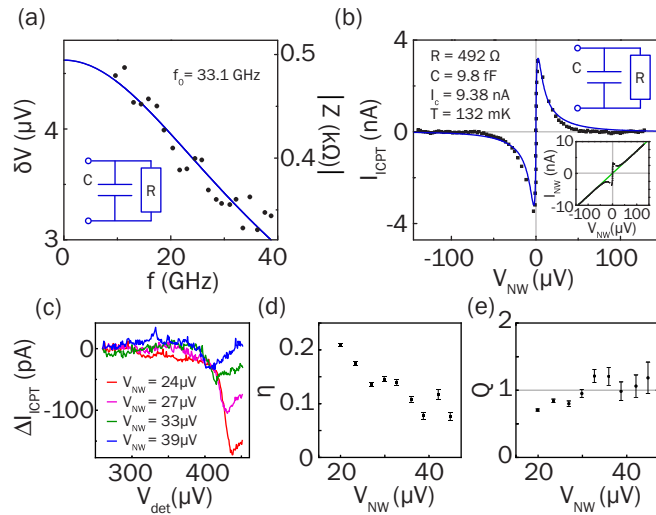 (a)
δV (µV)
4
3
0
20
40
f (GHz)
f₀= 33.1 GHz
C
R
0.5
0.4
|Z (kΩ)|
(b)
I_ICPT (nA)
4
0
-4
-100
0
100
V_NW (µV)
R = 492 Ω
C = 9.8 fF
I_c = 9.38 nA
T = 132 mK
C
R
I_NW (nA)
10
0
-10
-100
0
100
V_NW(µV)
(c)
ΔI_ICPT (pA)
0
-100
300
400
V_det(µV)
V_NW = 24µV
V_NW = 27µV
V_NW = 33µV
V_NW = 39µV
(d)
η
0.2
0.1
0
20
40
V_NW (µV)
(e)
Q
2
1
0
20
40
V_NW (µV)